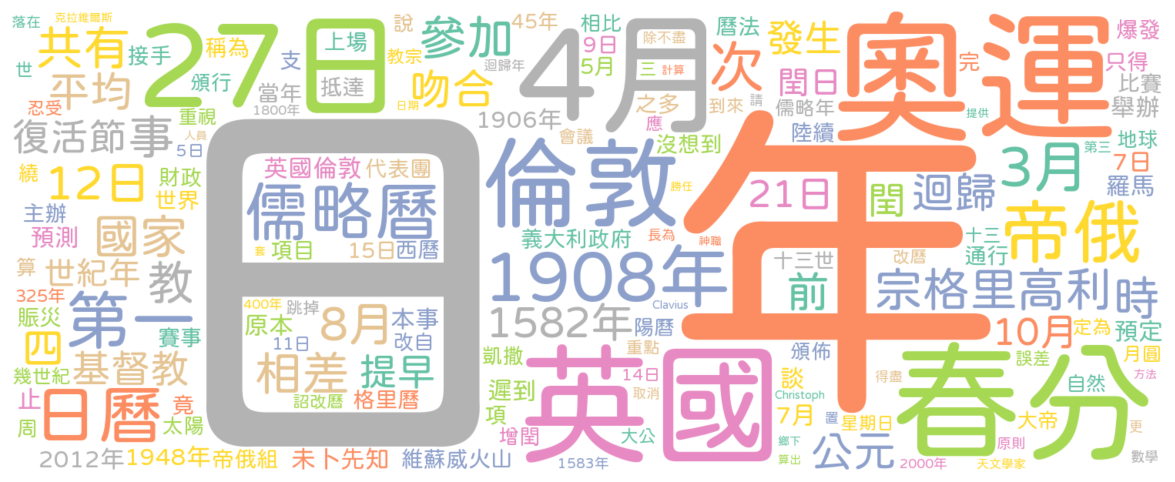 落在
克拉維爾斯
共有
27日
上場
說
參加
45年
相比
除不盡
曆法
爆發
世
接手
稱為
支
教宗
迴歸年
4月
9日
次
發生
奧運
完
只得
平均
頒行
當年
抵達
吻合
5月
三
計算
閏日
比賽
忍受
重視
1800年
日期
1906年
之多
到來
請
儒略年
提供
舉辦
復活節事
人員
會議
應
沒想到
陸續
地球
5日
日
英國倫敦
代表團
倫敦
年
3月
第三
7日
繞
12日
財政
世界
儒略曆
勝任
21日
閏
迴歸
羅馬
主辦
預測
國家
項目
套
15日
西曆
義大利政府
長為
神職
十三
帝俄
算
世紀年
教
1908年
十三世
改曆
通行
325年
第一
400年
跳掉
Clavius
前
宗格里高利
時
賑災
賽事
原本
11日
8月
本事
改自
1582年
陽曆
10月
定為
預定
四
幾世紀
基督教
相差
提早
凱撒
重點
頒佈
月圓
誤差
止
日曆
竟
詔改曆
格里曆
遲到
英國
14日
取消
談
Christoph
得盡
春分
自然
方法
周
太陽
項
增閏
大公
7月
置
星期日
大帝
更
2012年
1948年
帝俄組
未卜先知
維蘇威火山
1583年
鄉下
算出
公元
2000年
原則
天文學家
數學